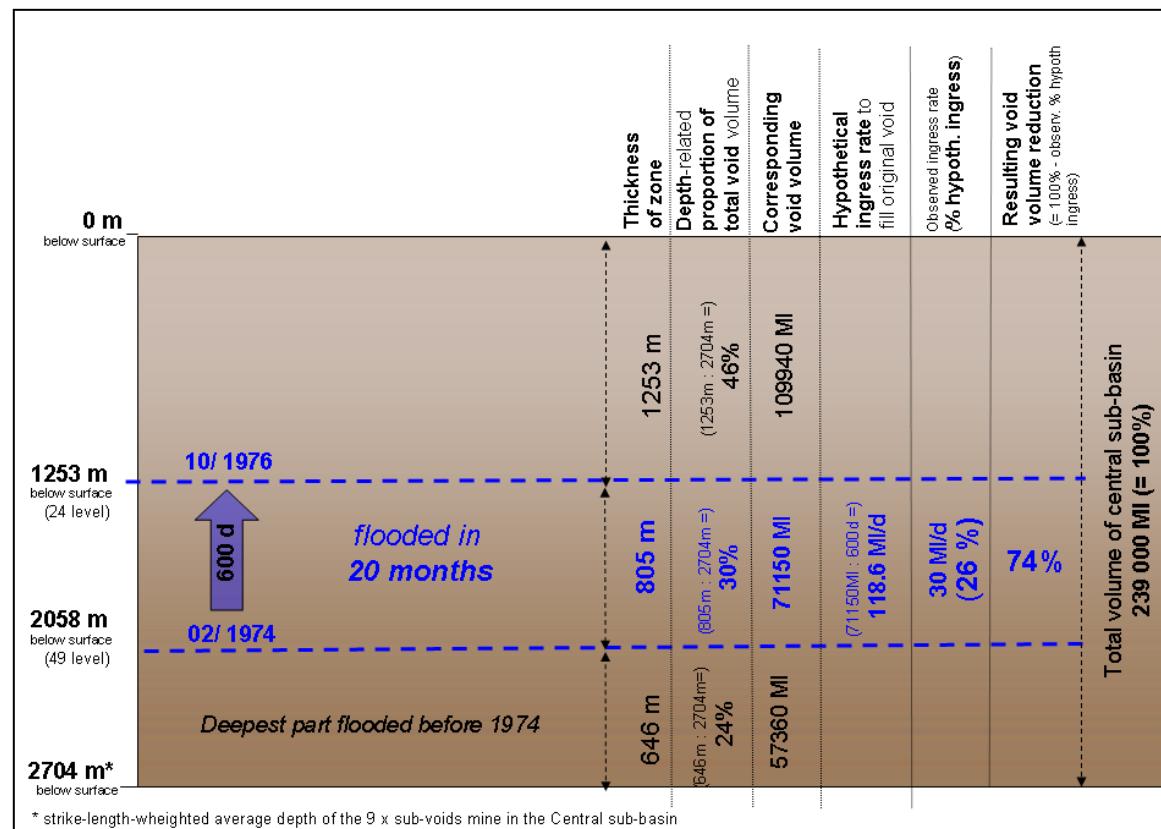 Thickness
of zone
Depth-related
proportion of
total void volume
Corresponding
void volume
Hypothetical
ingress rate to
fill original void
Observed ingress rate
(% hypoth. ingress)
Resulting void
volume reduction
(= 100% - observ. % hypoth
ingress)
0 m
below surface
1253 m
(1253m : 2704m =)
46%
109940 Ml
1253 m
below surface
(24 level)
10/ 1976
600 d
flooded in
20 months
805 m
(805m : 2704m =)
30%
71150 Ml
(71150Ml : 600d =)
118.6 Ml/d
30 Ml/d
(26 %)
74%
Total volume of central sub-basin
239 000 Ml (= 100%)
2058 m
below surface
(49 level)
02/ 1974
Deepest part flooded before 1974
646 m
(646m : 2704m=)
24%
57360 Ml
2704 m*
below surface
* strike-length-wheighted average depth of the 9 x sub-voids mine in the Central sub-basin